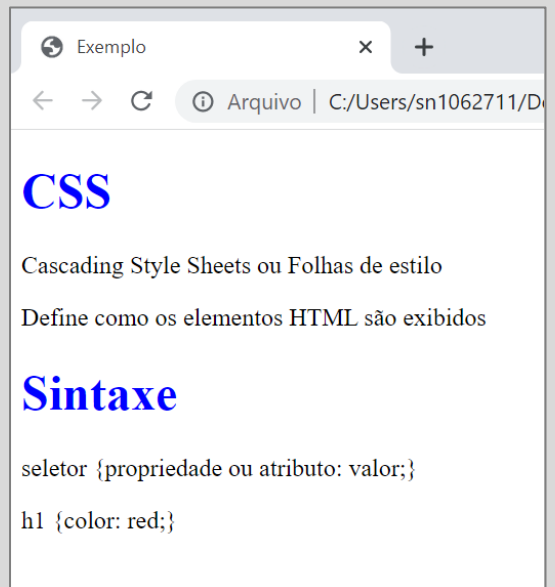 Exemplo
Arquivo | C:/Users/sn1062711/De
CSS
Cascading Style Sheets ou Folhas de estilo
Define como os elementos HTML são exibidos
Sintaxe
seletor {propriedade ou atributo: valor;}
h1 {color: red;}